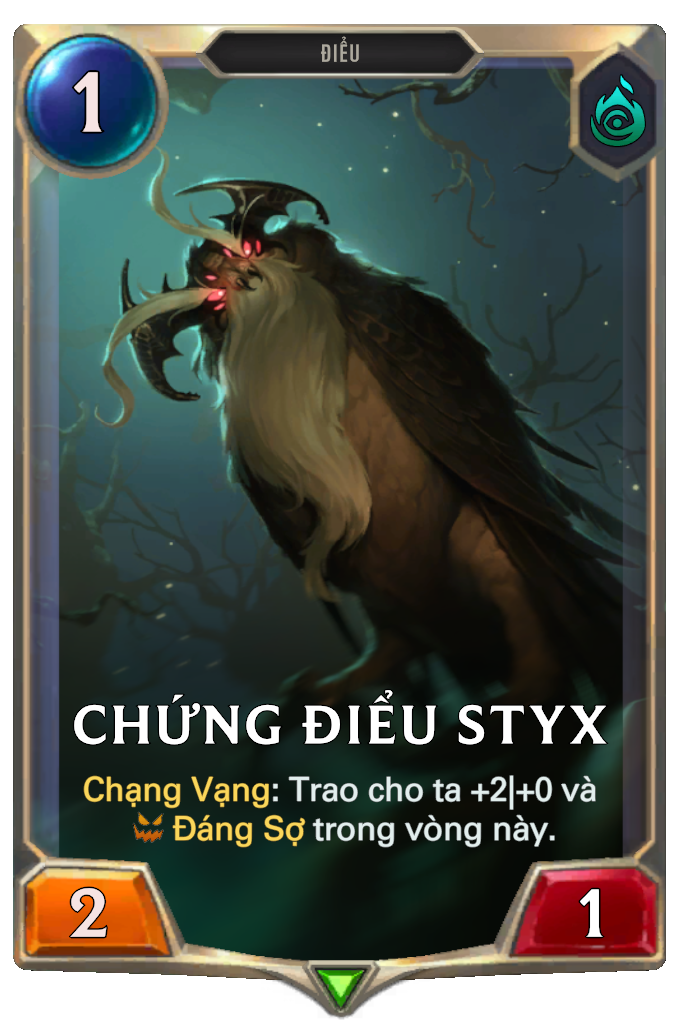 1
ĐIỂU
CHỨNG ĐIỂU STYX
Chạng Vạng: Trao cho ta +2|+0 và
Đáng Sợ trong vòng này.
2
1